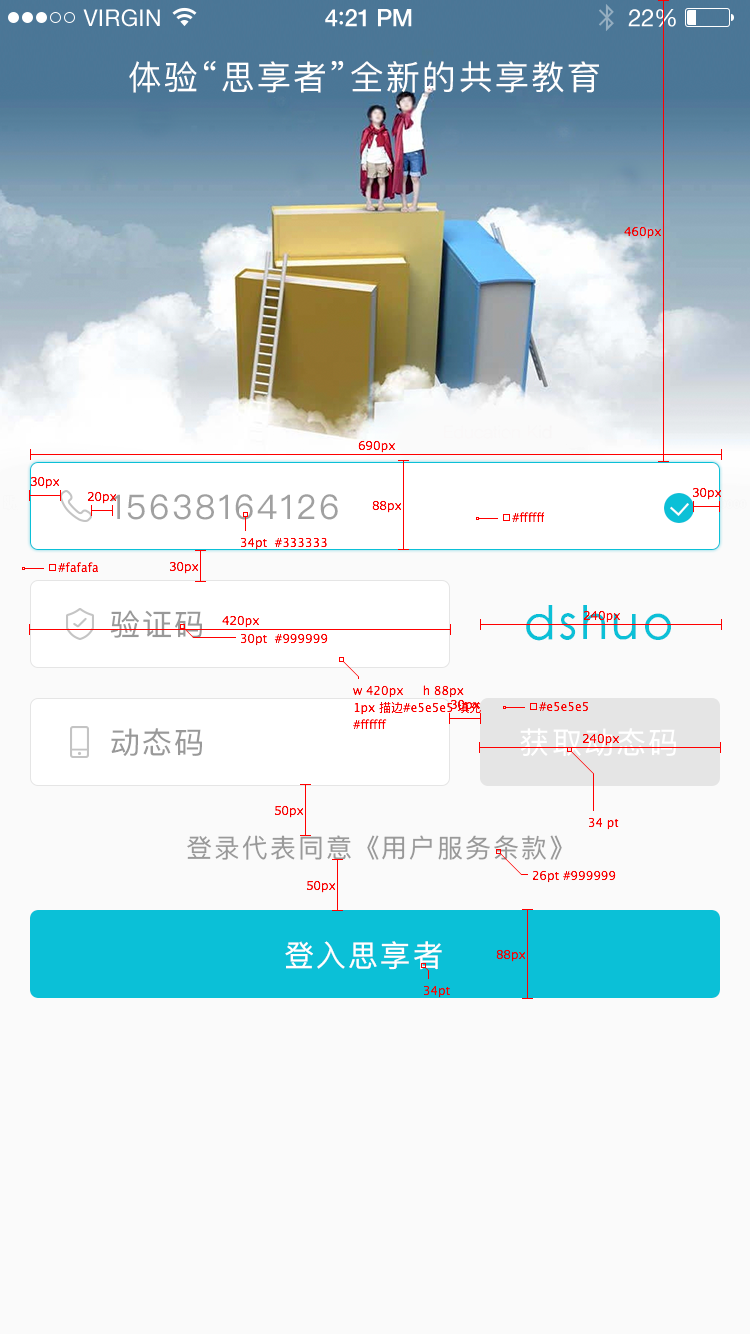 VIRGIN 4:21 PM 22%
体验“思享者”全新的共享教育
460px
690px
30px
20px
15638164126
88px
#ffffff
30px
34pt #333333
#fafafa
30px
验证码
420px
30pt #999999
dshuo
240px
w 420px h 88px
1px 描边#e5e5e5 填充
#ffffff
30px
#e5e5e5
动态码
获取动态码
240px
50px
34 pt
登录代表同意《用户服务条款》
26pt #999999
50px
登入思享者
88px
34pt